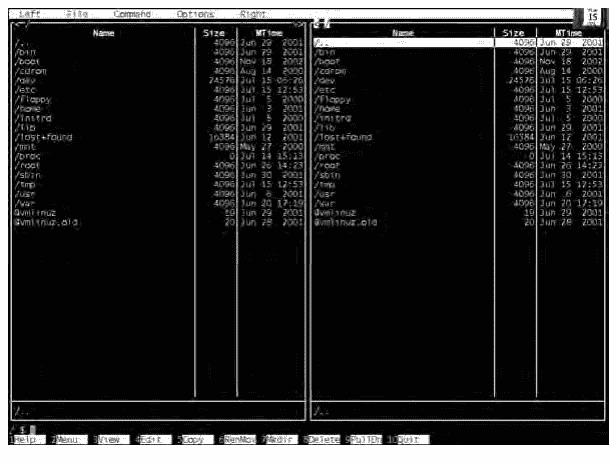 Left File Command Options Right
15
Name Size MTime
/.. 4096 Jun 29 2001
/bin 4096 Jun 29 2001
/boot 4096 Nov 18 2002
/cdrom 4096 Aug 14 2000
/dev 24576 Jul 15 06:26
/etc 4096 Jul 15 12:53
/floppy 4096 Jul 5 2000
/home 4096 Jun 3 2001
/initrd 4096 Jul 5 2000
/lib 4096 Jun 29 2001
/lost+found 16384 Jun 12 2001
/mnt 4096 May 27 2000
/proc 0 Jul 14 15:13
/root 4096 Jun 26 14:23
/sbin 4096 Jun 30 2001
/tmp 4096 Jul 15 12:53
/usr 4096 Jun 6 2001
/var 4096 Jun 20 17:19
@vmlinuz 19 Jun 29 2001
@vmlinuz.old 20 Jun 28 2001
/..
Name Size MTime
/.. 4096 Jun 29 2001
/bin 4096 Jun 29 2001
/boot 4096 Nov 18 2002
/cdrom 4096 Aug 14 2000
/dev 24576 Jul 15 06:26
/etc 4096 Jul 15 12:53
/floppy 4096 Jul 5 2000
/home 4096 Jun 3 2001
/initrd 4096 Jul 5 2000
/lib 4096 Jun 29 2001
/lost+found 16384 Jun 12 2001
/mnt 4096 May 27 2000
/proc 0 Jul 14 15:13
/root 4096 Jun 26 14:23
/sbin 4096 Jun 30 2001
/tmp 4096 Jul 15 12:53
/usr 4096 Jun 6 2001
/var 4096 Jun 20 17:19
@vmlinuz 19 Jun 29 2001
@vmlinuz.old 20 Jun 28 2001
/..
/ $
1Help 2Menu 3View 4Edit 5Copy 6RenMov 7Mkdir 8Delete 9PullDn 10Quit